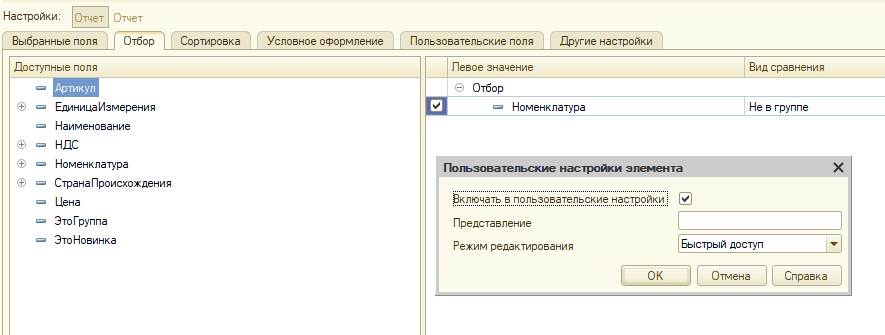 Настройки: Отчет Отчет
Выбранные поля Отбор Сортировка Условное оформление Пользовательские поля Другие настройки
Доступные поля
Артикул
ЕдиницаИзмерения
Наименование
НДС
Номенклатура
СтранаПроисхождения
Цена
ЭтоГруппа
ЭтоНовинка
Левое значение Вид сравнения
Отбор
Номенклатура Не в группе
Пользовательские настройки элемента
Включать в пользовательские настройки
Представление
Режим редактирования Быстрый доступ
OK Отмена Справка